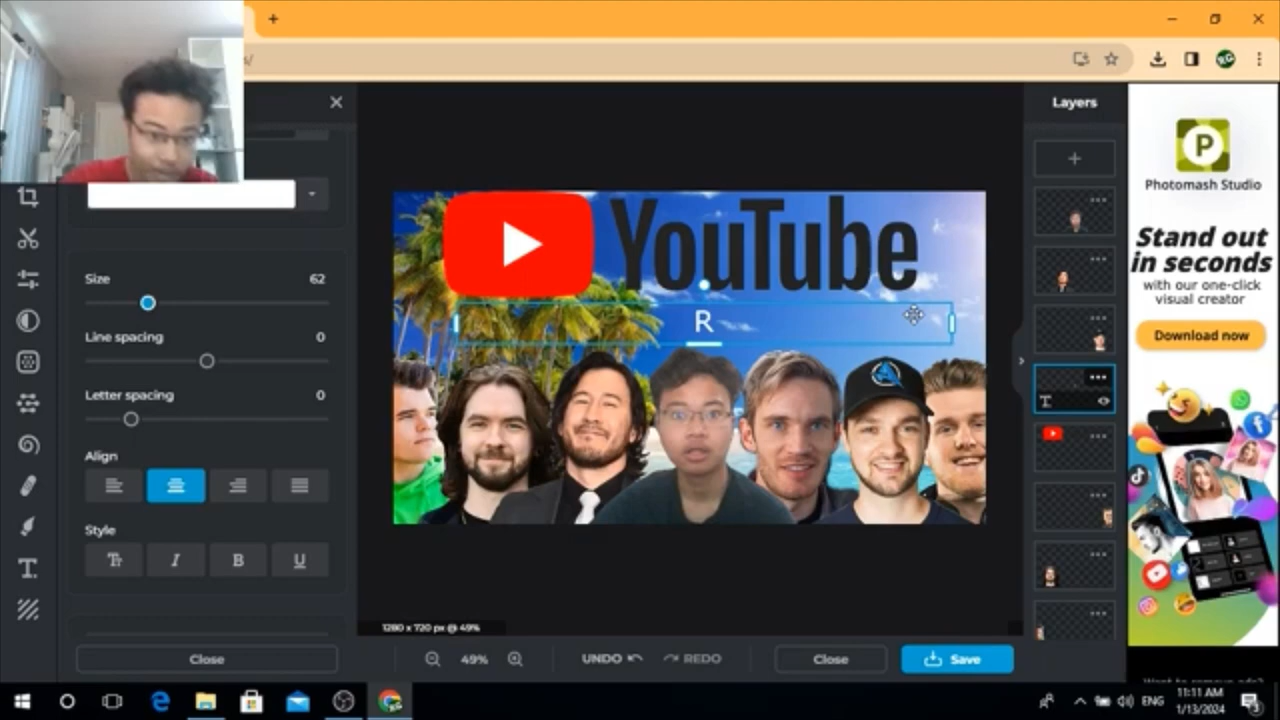 RG
Layers
Photomash Studio
Size 62
Line spacing 0
Letter spacing 0
Align
Style
Tr I B U
Close
YouTube
R
T
1280 x 720 px @ 49%
49%
UNDO
REDO
Close
Save
P
Stand out
in seconds
with our one-click
visual creator
Download now
ENG
11:11 AM
1/13/2024